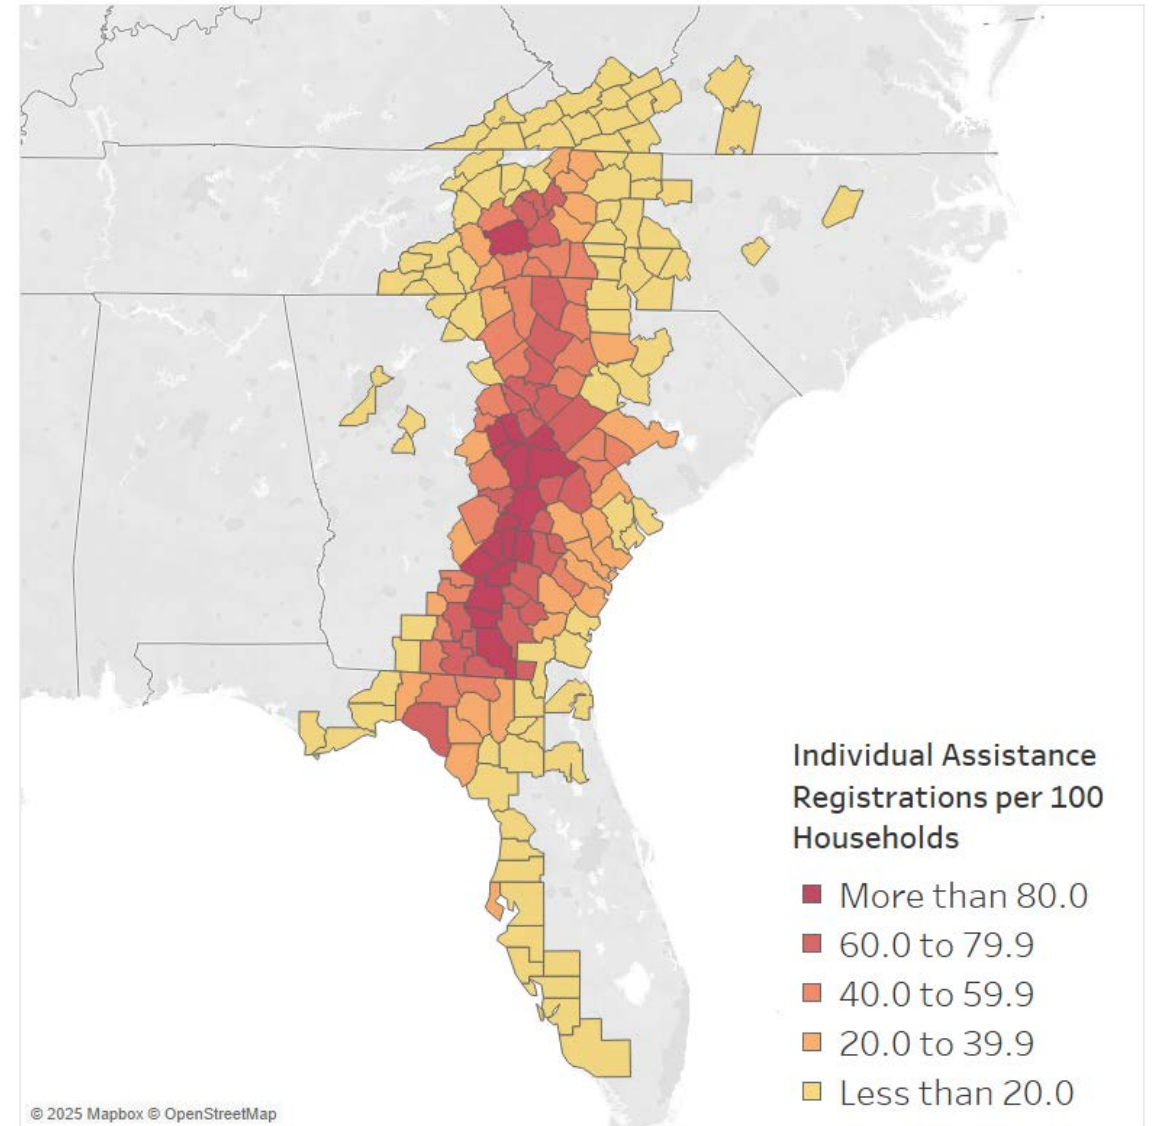 Individual Assistance
Registrations per 100
Households
More than 80.0
60.0 to 79.9
40.0 to 59.9
20.0 to 39.9
Less than 20.0
© 2025 Mapbox © OpenStreetMap